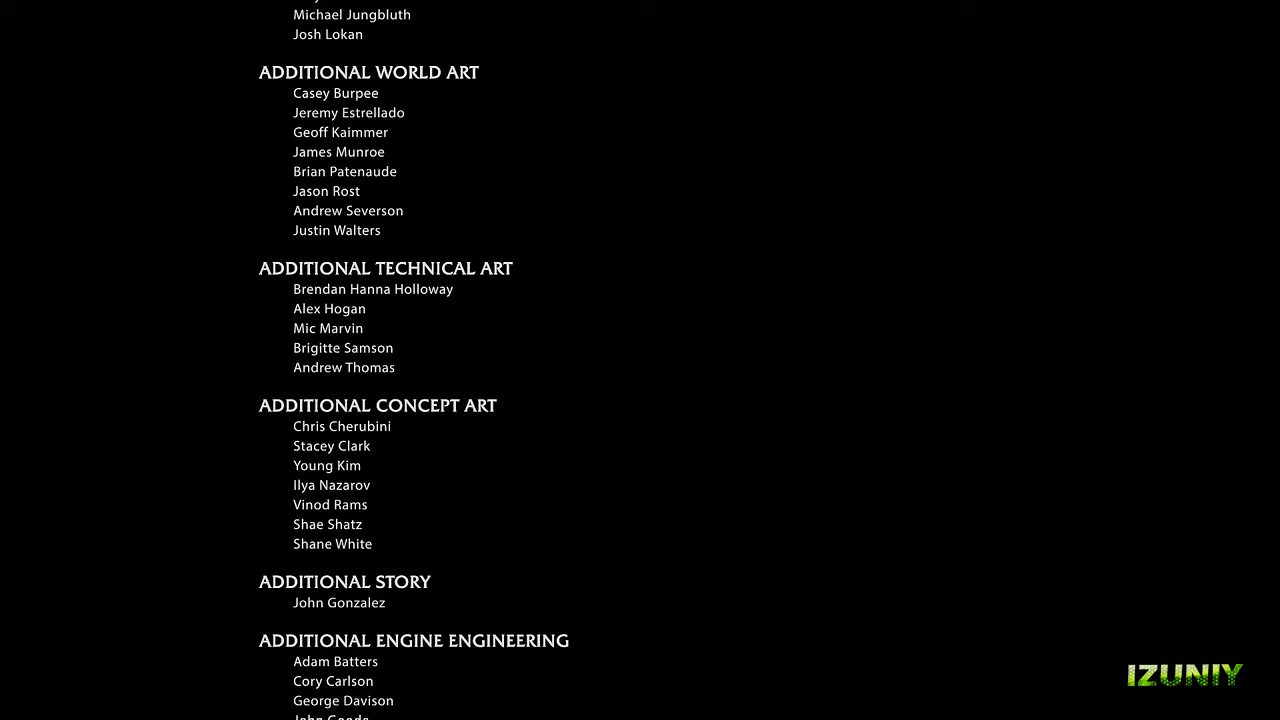 Michael Jungbluth
Josh Lokan
ADDITIONAL WORLD ART
Casey Burpee
Jeremy Estrellado
Geoff Kaimmer
James Munroe
Brian Patenaude
Jason Rost
Andrew Severson
Justin Walters
ADDITIONAL TECHNICAL ART
Brendan Hanna Holloway
Alex Hogan
Mic Marvin
Brigitte Samson
Andrew Thomas
ADDITIONAL CONCEPT ART
Chris Cherubini
Stacey Clark
Young Kim
Ilya Nazarov
Vinod Rams
Shae Shatz
Shane White
ADDITIONAL STORY
John Gonzalez
ADDITIONAL ENGINE ENGINEERING
Adam Batters
Cory Carlson
George Davison
IZUNIY